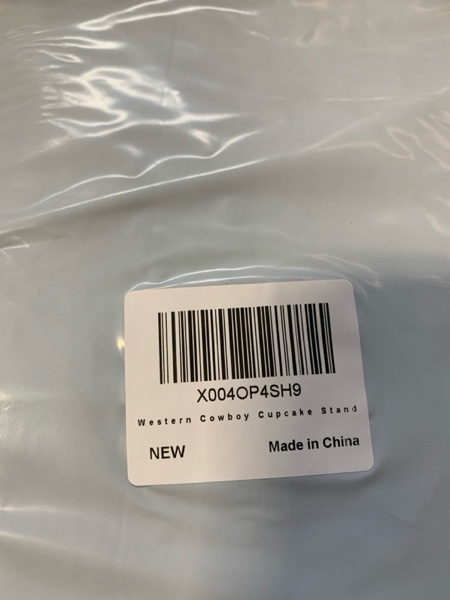 X004OP4SH9
Western Cowboy Cupcake Stand
NEW Made in China